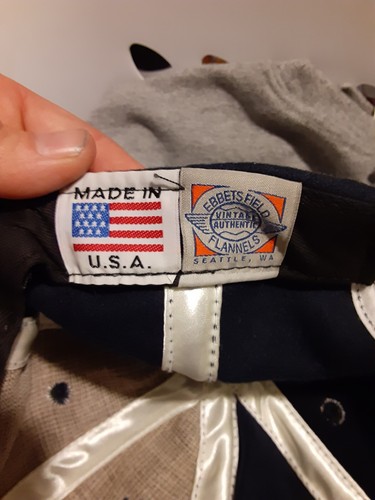 MADE IN
U.S.A.
EBBETS FIELD
VINTAGE
AUTHENTIC
FLANNELS
SEATTLE, WA